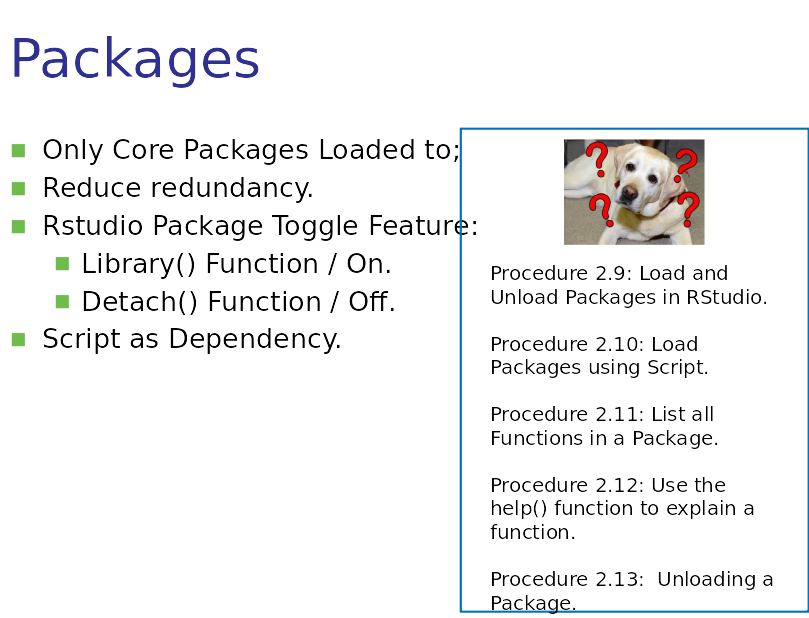 Packages
Only Core Packages Loaded to;
Reduce redundancy.
Rstudio Package Toggle Feature:
Library() Function / On.
Detach() Function / Off.
Script as Dependency.
? ? ? ?
Procedure 2.9: Load and
Unload Packages in RStudio.
Procedure 2.10: Load
Packages using Script.
Procedure 2.11: List all
Functions in a Package.
Procedure 2.12: Use the
help() function to explain a
function.
Procedure 2.13:  Unloading a
Package.